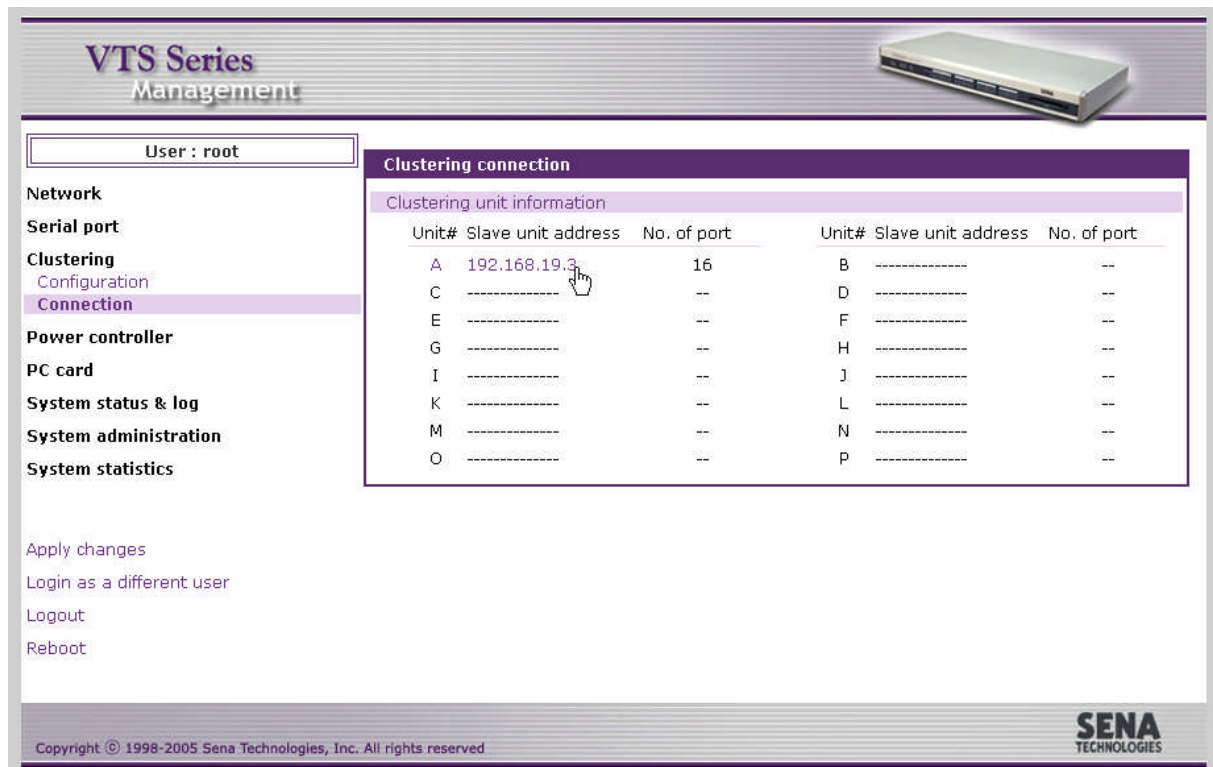 VTS Series
Management
User : root
Network
Serial port
Clustering
Configuration
Connection
Power controller
PC card
System status & log
System administration
System statistics
Apply changes
Login as a different user
Logout
Reboot
Clustering connection
Clustering unit information
Unit# Slave unit address No. of port Unit# Slave unit address No. of port
A 192.168.19.3 16 B -------------- --
C -------------- -- D -------------- --
E -------------- -- F -------------- --
G -------------- -- H -------------- --
I -------------- -- J -------------- --
K -------------- -- L -------------- --
M -------------- -- N -------------- --
O -------------- -- P -------------- --
Copyright © 1998-2005 Sena Technologies, Inc. All rights reserved
SENA
TECHNOLOGIES